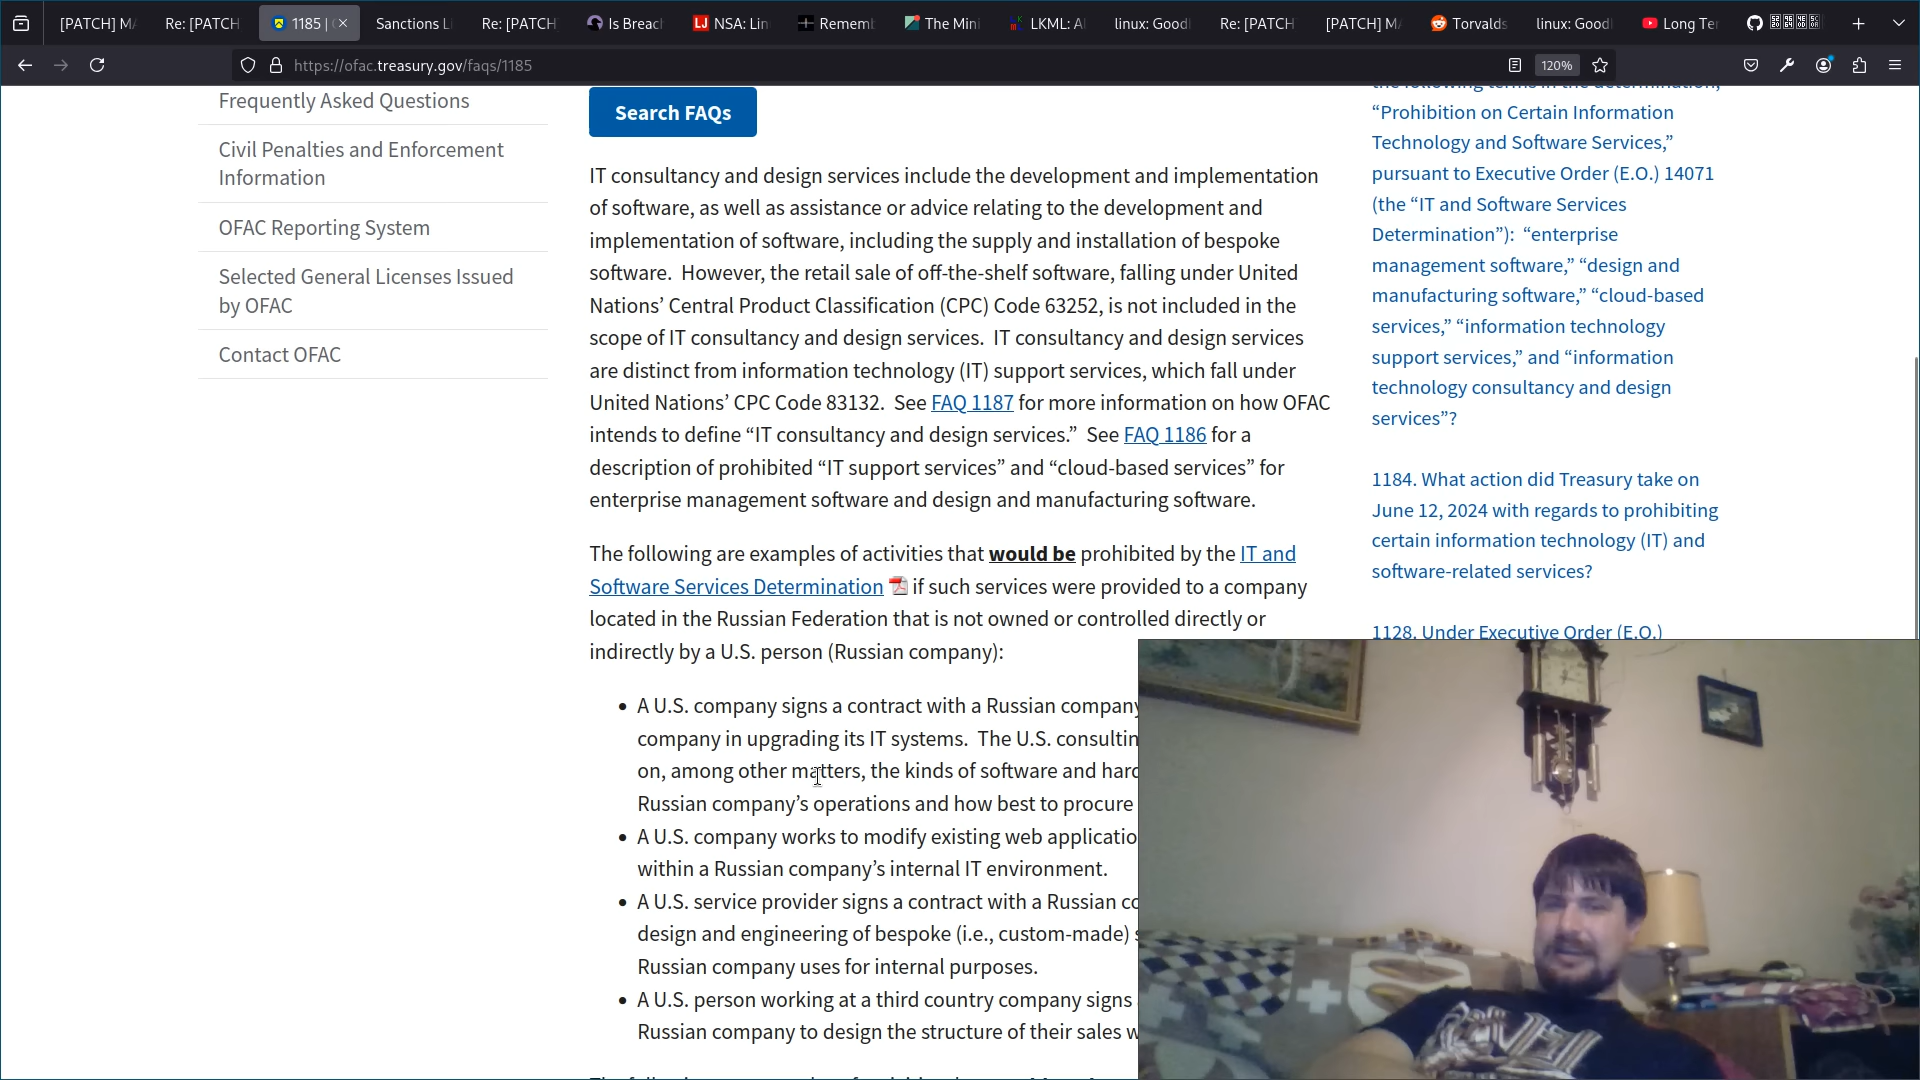 [PATCH] MA
Re: [PATCH
1185 |
Sanctions Li
Re: [PATCH
Is Breac
NSA: Lin
Rememb
The Mini
LKML: A
linux: Goodl
Re: [PATCH
[PATCH] MA
Torvalds
linux: Goodl
Long Ter
https://ofac.treasury.gov/faqs/1185
120%
Frequently Asked Questions
Civil Penalties and Enforcement
Information
OFAC Reporting System
Selected General Licenses Issued
by OFAC
Contact OFAC
Search FAQs
IT consultancy and design services include the development and implementation
of software, as well as assistance or advice relating to the development and
implementation of software, including the supply and installation of bespoke
software.  However, the retail sale of off-the-shelf software, falling under United
Nations’ Central Product Classification (CPC) Code 63252, is not included in the
scope of IT consultancy and design services.  IT consultancy and design services
are distinct from information technology (IT) support services, which fall under
United Nations’ CPC Code 83132.  See FAQ 1187 for more information on how OFAC
intends to define “IT consultancy and design services.”  See FAQ 1186 for a
description of prohibited “IT support services” and “cloud-based services” for
enterprise management software and design and manufacturing software.
The following are examples of activities that would be prohibited by the IT and
Software Services Determination if such services were provided to a company
located in the Russian Federation that is not owned or controlled directly or
indirectly by a U.S. person (Russian company):
• A U.S. company signs a contract with a Russian company
company in upgrading its IT systems.  The U.S. consultin
on, among other matters, the kinds of software and hard
Russian company’s operations and how best to procure
• A U.S. company works to modify existing web applicatio
within a Russian company’s internal IT environment.
• A U.S. service provider signs a contract with a Russian co
design and engineering of bespoke (i.e., custom-made) s
Russian company uses for internal purposes.
• A U.S. person working at a third country company signs
Russian company to design the structure of their sales w
the following terms in the determination,
“Prohibition on Certain Information
Technology and Software Services,”
pursuant to Executive Order (E.O.) 14071
(the “IT and Software Services
Determination”):  “enterprise
management software,” “design and
manufacturing software,” “cloud-based
services,” “information technology
support services,” and “information
technology consultancy and design
services”?
1184. What action did Treasury take on
June 12, 2024 with regards to prohibiting
certain information technology (IT) and
software-related services?
1128. Under Executive Order (E.O.)